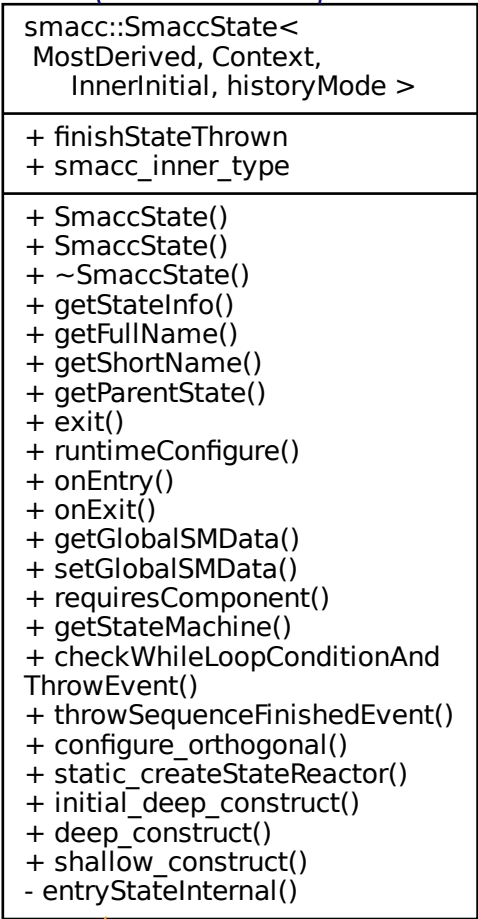 smacc::SmaccState<
MostDerived, Context,
InnerInitial, historyMode >
+ finishStateThrown
+ smacc_inner_type
+ SmaccState()
+ SmaccState()
+ ~SmaccState()
+ getStateInfo()
+ getFullName()
+ getShortName()
+ getParentState()
+ exit()
+ runtimeConfigure()
+ onEntry()
+ onExit()
+ getGlobalSMData()
+ setGlobalSMData()
+ requiresComponent()
+ getStateMachine()
+ checkWhileLoopConditionAnd
ThrowEvent()
+ throwSequenceFinishedEvent()
+ configure_orthogonal()
+ static_createStateReactor()
+ initial_deep_construct()
+ deep_construct()
+ shallow_construct()
- entryStateInternal()